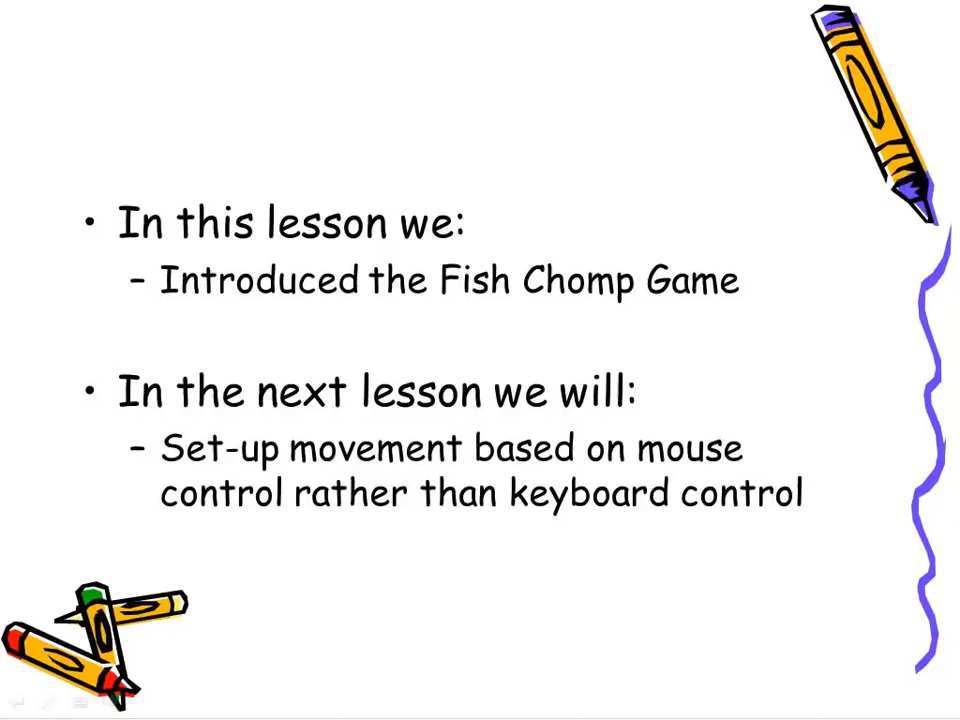 • In this lesson we:
– Introduced the Fish Chomp Game
• In the next lesson we will:
– Set-up movement based on mouse
control rather than keyboard control